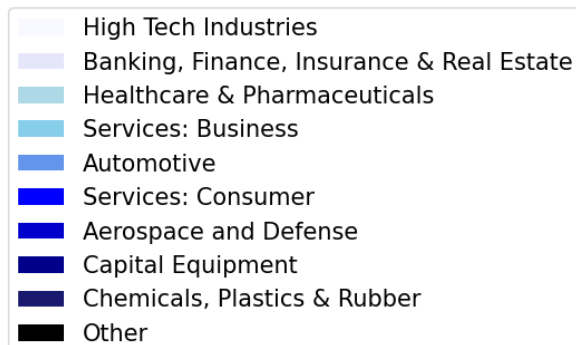 High Tech Industries
Banking, Finance, Insurance & Real Estate
Healthcare & Pharmaceuticals
Services: Business
Automotive
Services: Consumer
Aerospace and Defense
Capital Equipment
Chemicals, Plastics & Rubber
Other